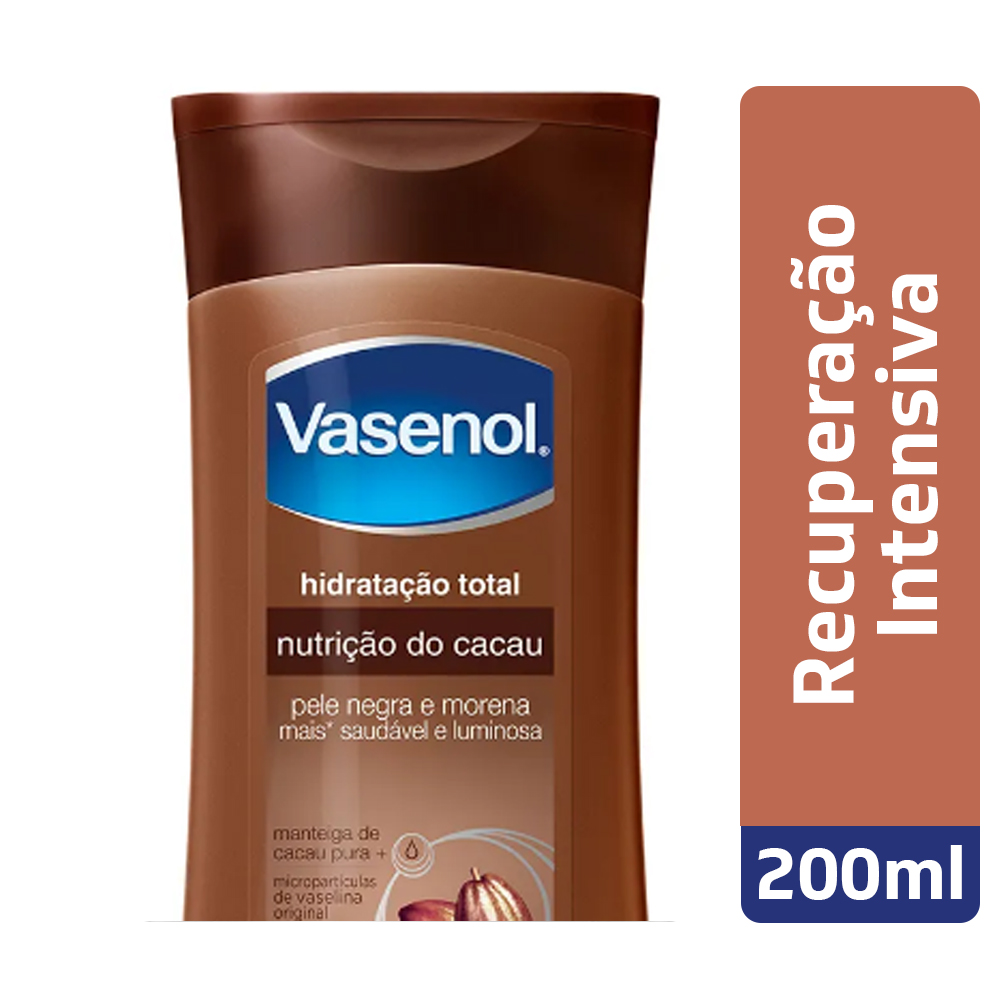 Vasenol®
hidratação total
nutrição do cacau
pele negra e morena
mais* saudável e luminosa
manteiga de
cacau pura +
micropartículas
de vaselina
original
Recuperação
Intensiva
200ml